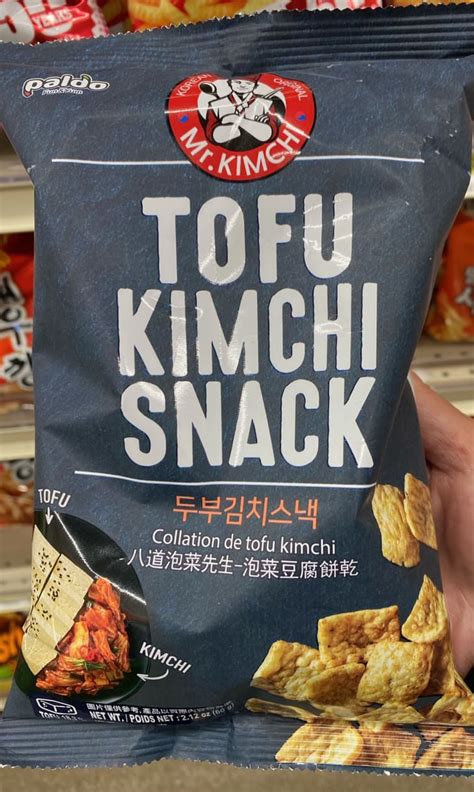 paldo
Fun&Yum
KOREAN ORIGINAL
Mr. KIMCHI
TOFU
KIMCHI
SNACK
두부김치스낵
Collation de tofu kimchi
八道泡菜先生-泡菜豆腐餅乾
TOFU
KIMCHI
NET WT. / POIDS NET : 2.12 oz (60